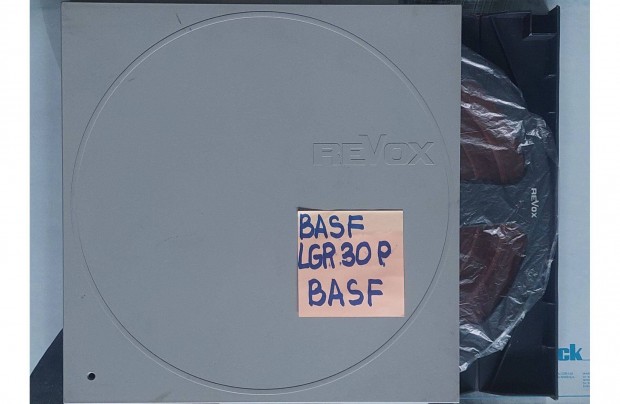 REVOX
BASF
LGR.30 P
BASF
REVOX
ck